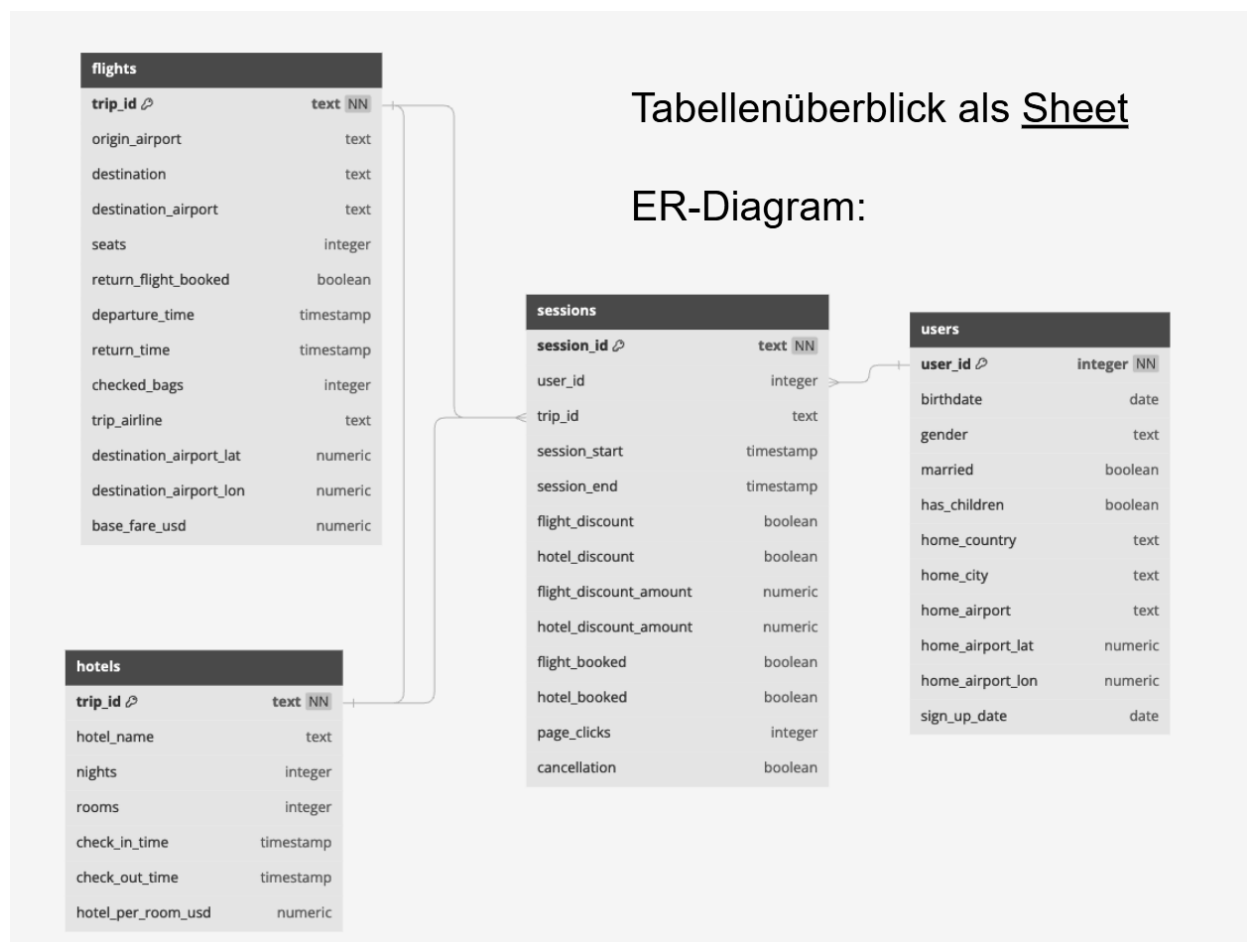 flights
trip_id text NN
origin_airport text
destination text
destination_airport text
seats integer
return_flight_booked boolean
departure_time timestamp
return_time timestamp
checked_bags integer
trip_airline text
destination_airport_lat numeric
destination_airport_lon numeric
base_fare_usd numeric
Tabellenüberblick als Sheet
ER-Diagram:
hotels
trip_id text NN
hotel_name text
nights integer
rooms integer
check_in_time timestamp
check_out_time timestamp
hotel_per_room_usd numeric
sessions
session_id text NN
user_id integer
trip_id text
session_start timestamp
session_end timestamp
flight_discount boolean
hotel_discount boolean
flight_discount_amount numeric
hotel_discount_amount numeric
flight_booked boolean
hotel_booked boolean
page_clicks integer
cancellation boolean
users
user_id integer NN
birthdate date
gender text
married boolean
has_children boolean
home_country text
home_city text
home_airport text
home_airport_lat numeric
home_airport_lon numeric
sign_up_date date